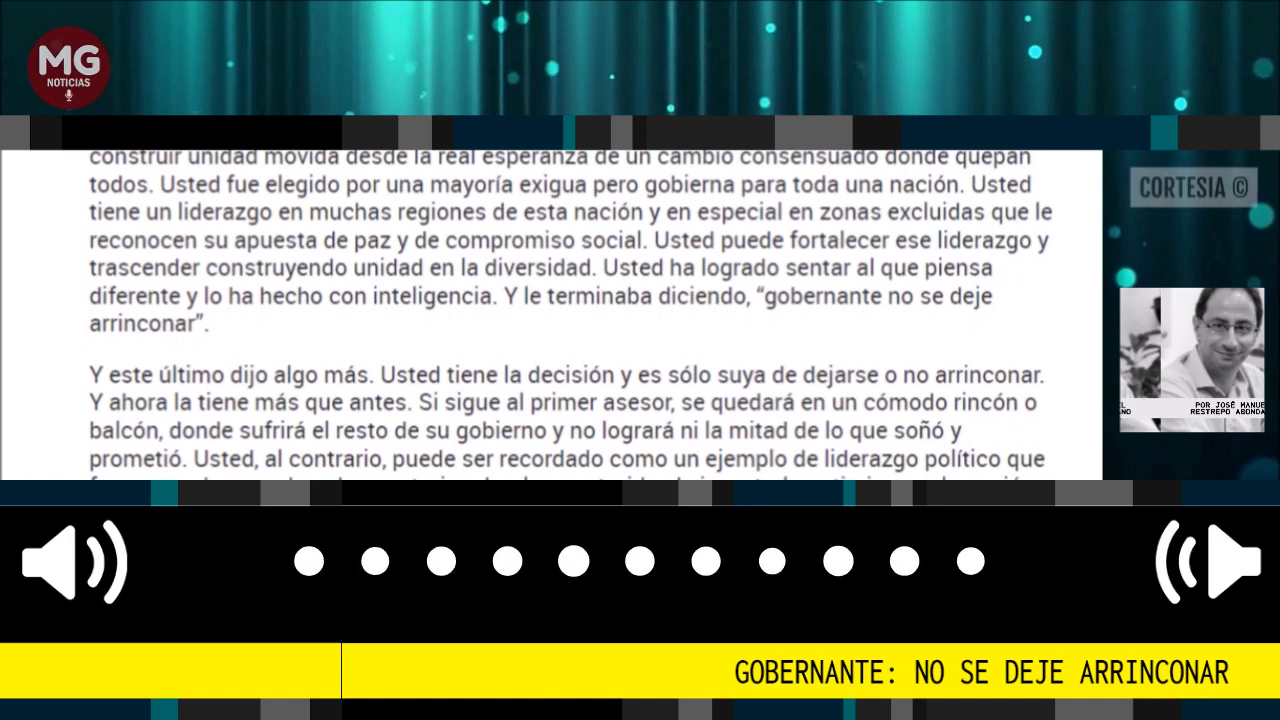 MG
NOTICIAS
construir unidad movida desde la real esperanza de un cambio consensuado donde quepan
todos. Usted fue elegido por una mayoría exigua pero gobierna para toda una nación. Usted
tiene un liderazgo en muchas regiones de esta nación y en especial en zonas excluidas que le
reconocen su apuesta de paz y de compromiso social. Usted puede fortalecer ese liderazgo y
trascender construyendo unidad en la diversidad. Usted ha logrado sentar al que piensa
diferente y lo ha hecho con inteligencia. Y le terminaba diciendo, “gobernante no se deje
arrinconar”.
Y este último dijo algo más. Usted tiene la decisión y es sólo suya de dejarse o no arrinconar.
Y ahora la tiene más que antes. Si sigue al primer asesor, se quedará en un cómodo rincón o
balcón, donde sufrirá el resto de su gobierno y no logrará ni la mitad de lo que soñó y
prometió. Usted, al contrario, puede ser recordado como un ejemplo de liderazgo político que
CORTESIA ©
POR JOSÉ MANUE
RESTREPO ABONDA
GOBERNANTE: NO SE DEJE ARRINCONAR